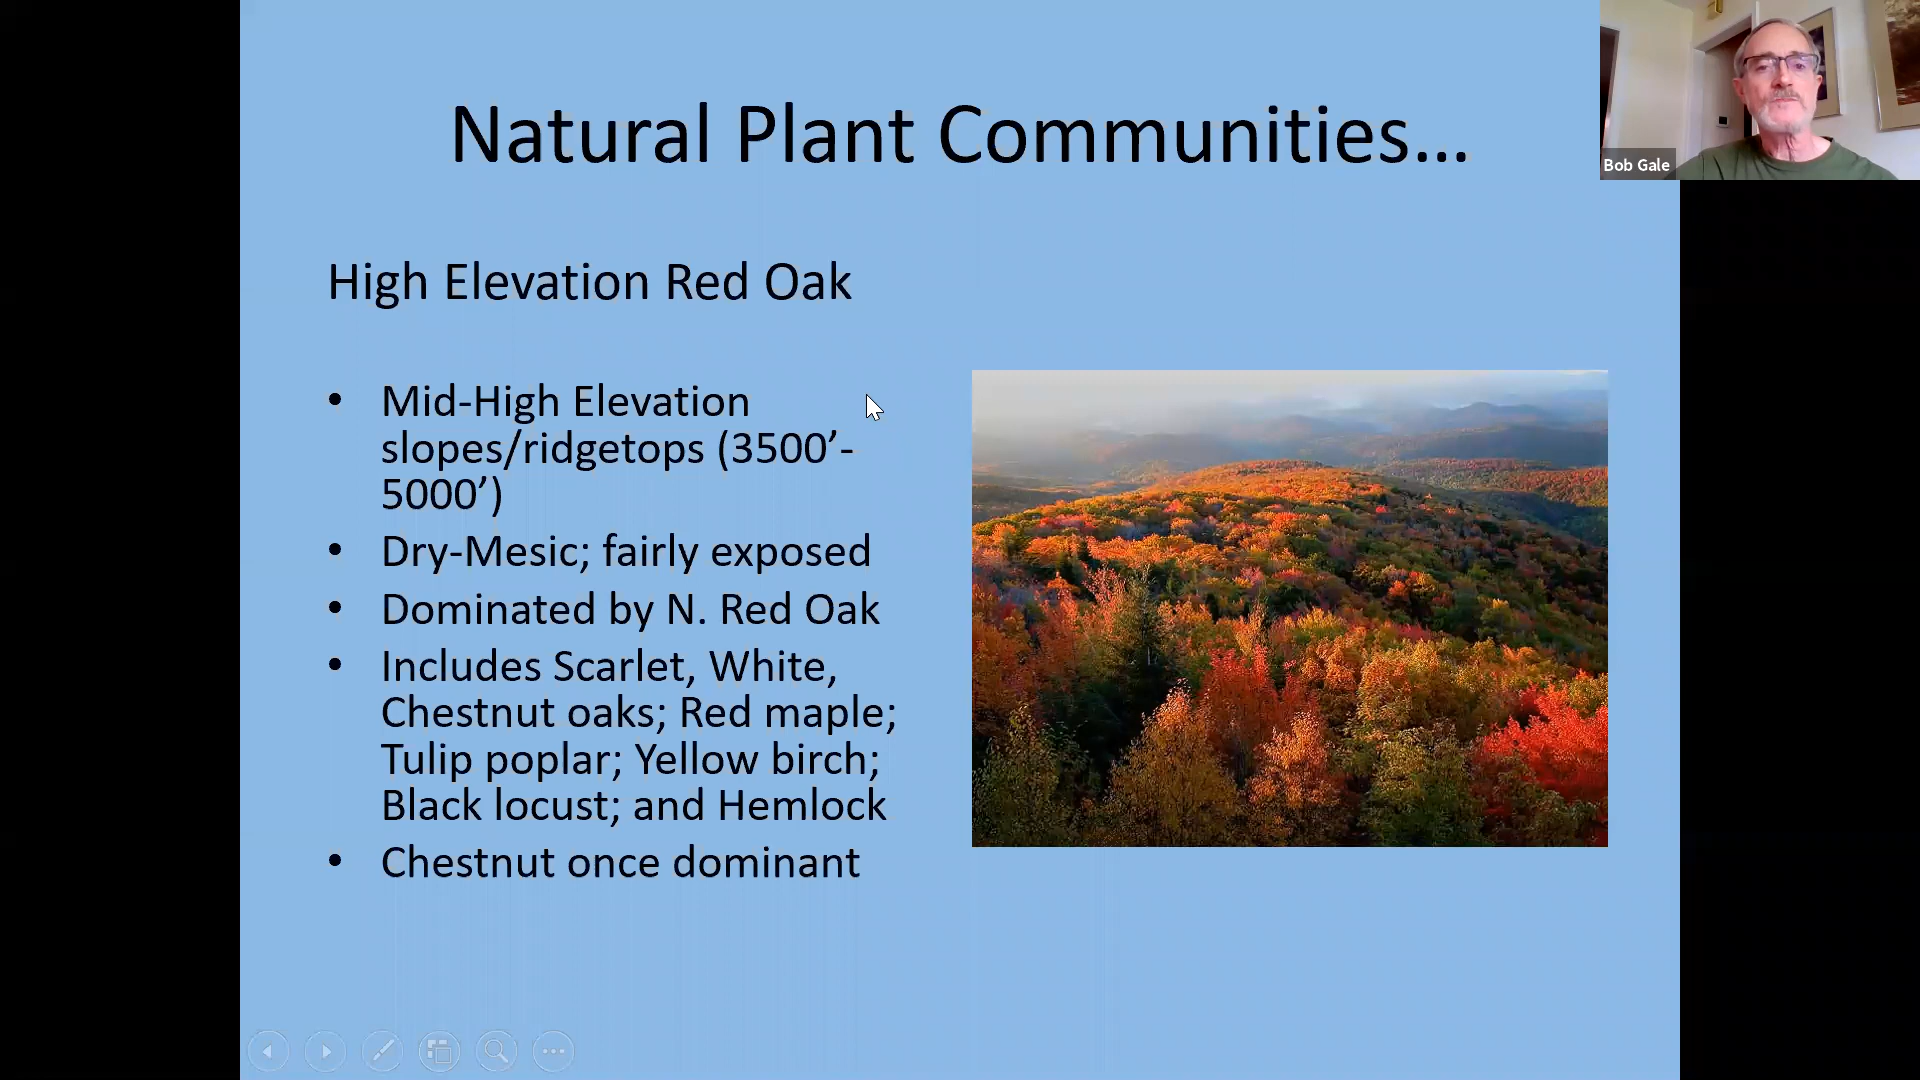 Natural Plant Communities...
Bob Gale
High Elevation Red Oak
• Mid-High Elevation
slopes/ridgetops (3500’-
5000’)
• Dry-Mesic; fairly exposed
• Dominated by N. Red Oak
• Includes Scarlet, White,
Chestnut oaks; Red maple;
Tulip poplar; Yellow birch;
Black locust; and Hemlock
• Chestnut once dominant